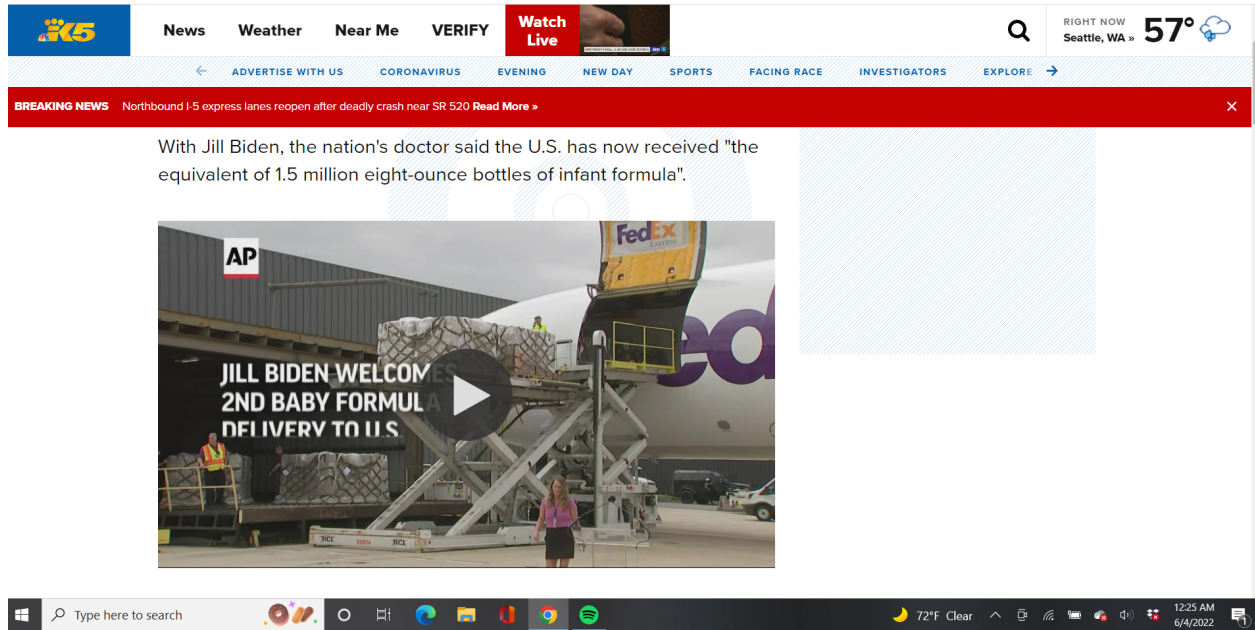 K5
News
Weather
Near Me
VERIFY
Watch
Live
RIGHT NOW
Seattle, WA »
57°
ADVERTISE WITH US
CORONAVIRUS
EVENING
NEW DAY
SPORTS
FACING RACE
INVESTIGATORS
EXPLORE
BREAKING NEWS Northbound I-5 express lanes reopen after deadly crash near SR 520 Read More »
With Jill Biden, the nation's doctor said the U.S. has now received "the
equivalent of 1.5 million eight-ounce bottles of infant formula".
AP
FedEx
Express
ed
JILL BIDEN WELCOMES
2ND BABY FORMULA
DELIVERY TO U.S.
Type here to search
72°F Clear
12:25 AM
6/4/2022
1